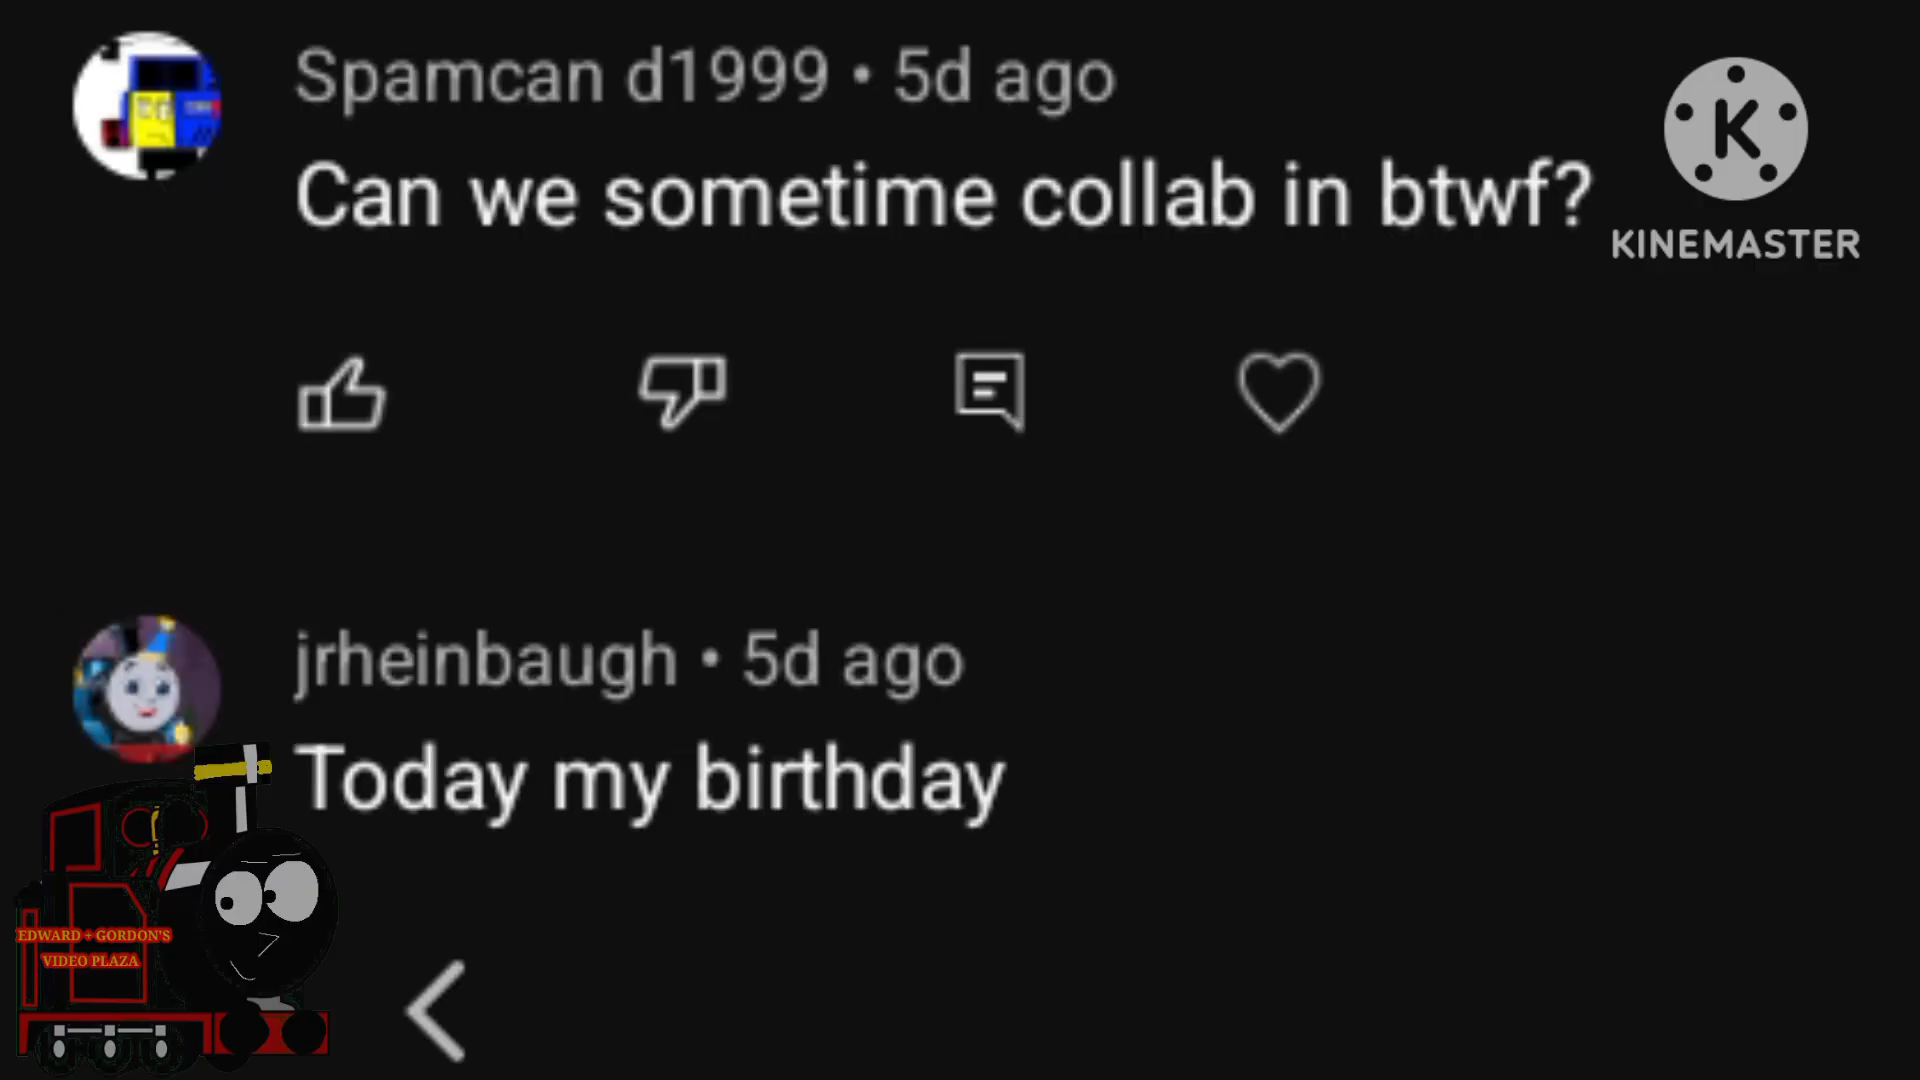 Spamcan d1999 • 5d ago
Can we sometime collab in btwf?
K
KINEMASTER
jrheinbaugh • 5d ago
Today my birthday
EDWARD + GORDON'S
VIDEO PLAZA